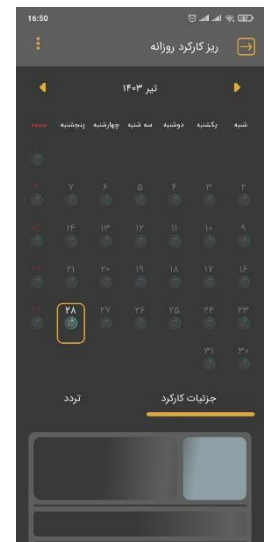 16:50
ریز کارکرد روزانه
تیر ۱۴۰۳
شنبه یکشنبه دوشنبه سه شنبه چهارشنبه پنجشنبه جمعه
۱
۲ ۳ ۴ ۵ ۶ ۷ ۸
۹ ۱۰ ۱۱ ۱۲ ۱۳ ۱۴ ۱۵
۱۶ ۱۷ ۱۸ ۱۹ ۲۰ ۲۱ ۲۲
۲۳ ۲۴ ۲۵ ۲۶ ۲۷ ۲۸ ۲۹
۳۰ ۳۱
جزئیات کارکرد تردد